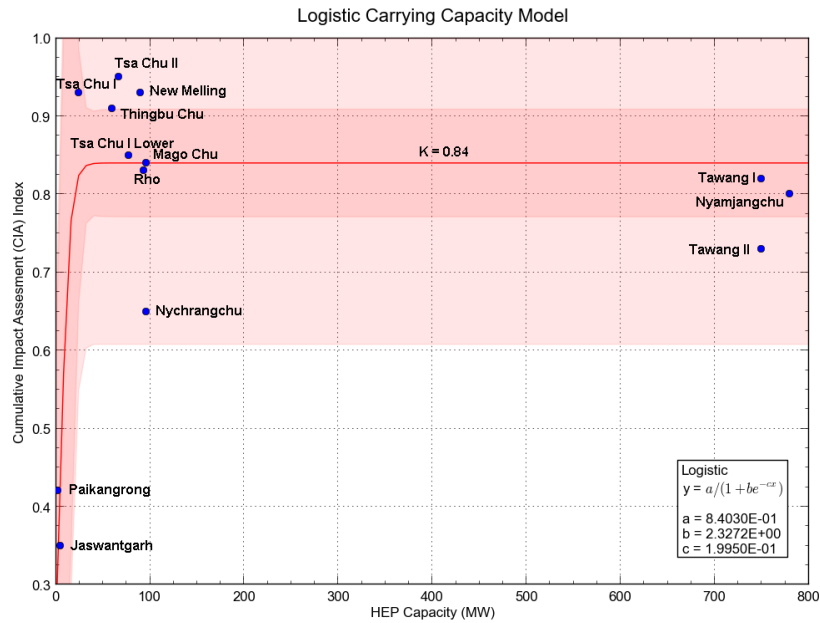 Logistic Carrying Capacity Model
Cumulative Impact Assesment (CIA) Index
1.0
0.9
0.8
0.7
0.6
0.5
0.4
0.3
Tsa Chu II
Tsa Chu I
New Melling
Thingbu Chu
Tsa Chu I Lower
Mago Chu
Rho
K = 0.84
Tawang I
Nyamjangchu
Tawang II
Nychrangchu
Paikangrong
Jaswantgarh
Logistic
y = a/(1+be^{-cx})
a = 8.4030E-01
b = 2.3272E+00
c = 1.9950E-01
0 100 200 300 400 500 600 700 800
HEP Capacity (MW)